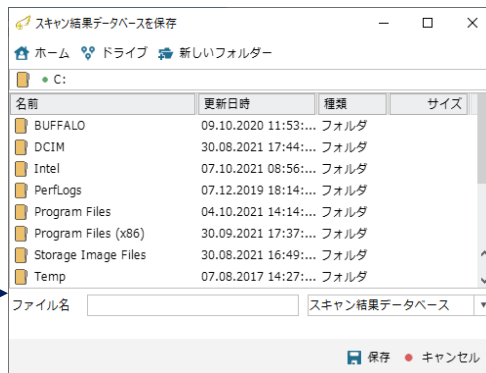 スキャン結果データベースを保存
ホーム ドライブ 新しいフォルダー
C:
名前 更新日時 種類 サイズ
BUFFALO 09.10.2020 11:53:... フォルダ
DCIM 30.08.2021 17:44:... フォルダ
Intel 07.10.2021 08:56:... フォルダ
PerfLogs 07.12.2019 18:14:... フォルダ
Program Files 04.10.2021 14:14:... フォルダ
Program Files (x86) 30.09.2021 17:37:... フォルダ
Storage Image Files 30.08.2021 16:49:... フォルダ
Temp 07.08.2017 14:27:... フォルダ
ファイル名 スキャン結果データベース
保存 キャンセル